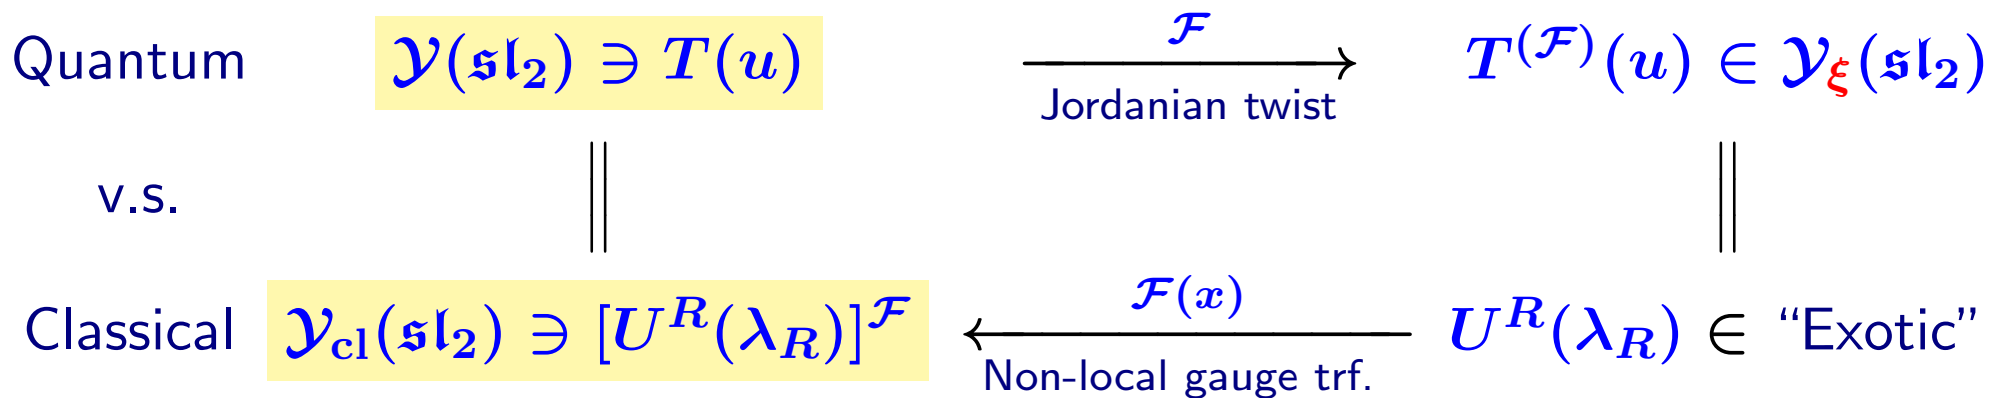 Quantum 𝒴(𝔰𝔩₂) ∋ T(u) ℱ T^(ℱ)(u) ∈ 𝒴_ξ(𝔰𝔩₂)
Jordanian twist
v.s. ‖ ‖
Classical 𝒴_cl(𝔰𝔩₂) ∋ [U^R(λ_R)]^ℱ ℱ(x) U^R(λ_R) ∈ “Exotic”
Non-local gauge trf.